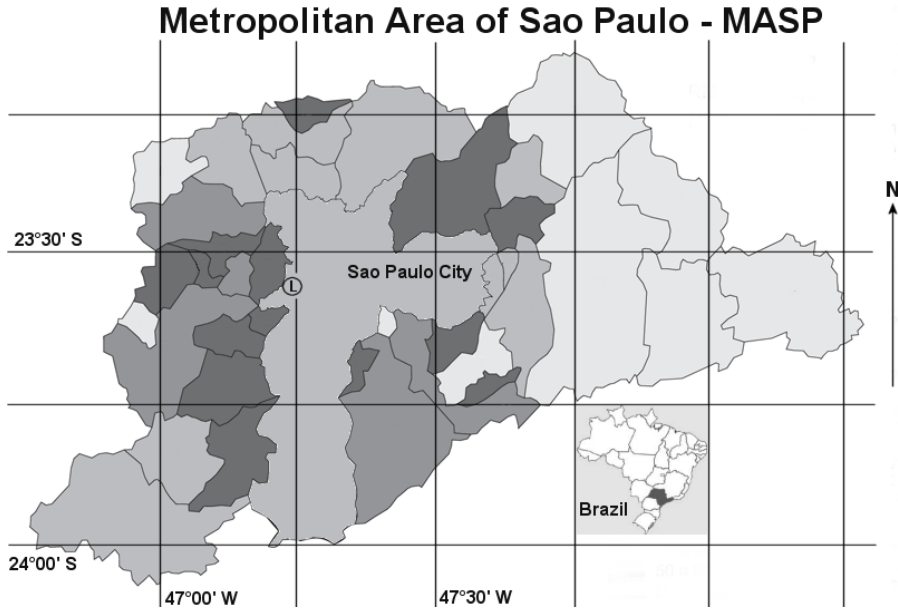 Metropolitan Area of Sao Paulo - MASP
N
23°30' S
Sao Paulo City
L
Brazil
24°00' S
47°00' W
47°30' W